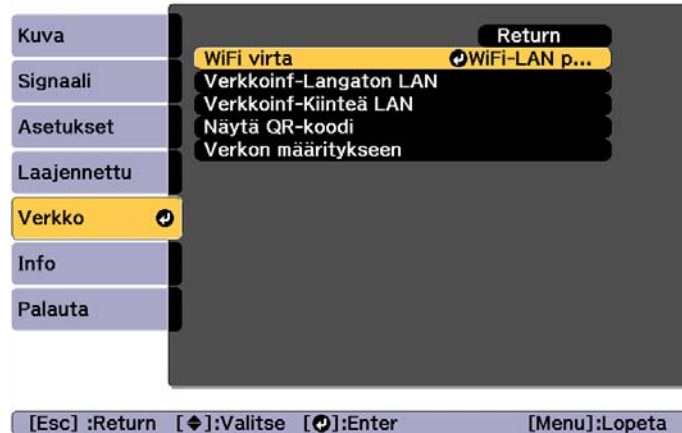 Kuva
Signaali
Asetukset
Laajennettu
Verkko
Info
Palauta
Return
WiFi virta WiFi-LAN p...
Verkkoinf-Langaton LAN
Verkkoinf-Kiinteä LAN
Näytä QR-koodi
Verkon määritykseen
[Esc] :Return [◆]:Valitse [⏎]:Enter [Menu]:Lopeta